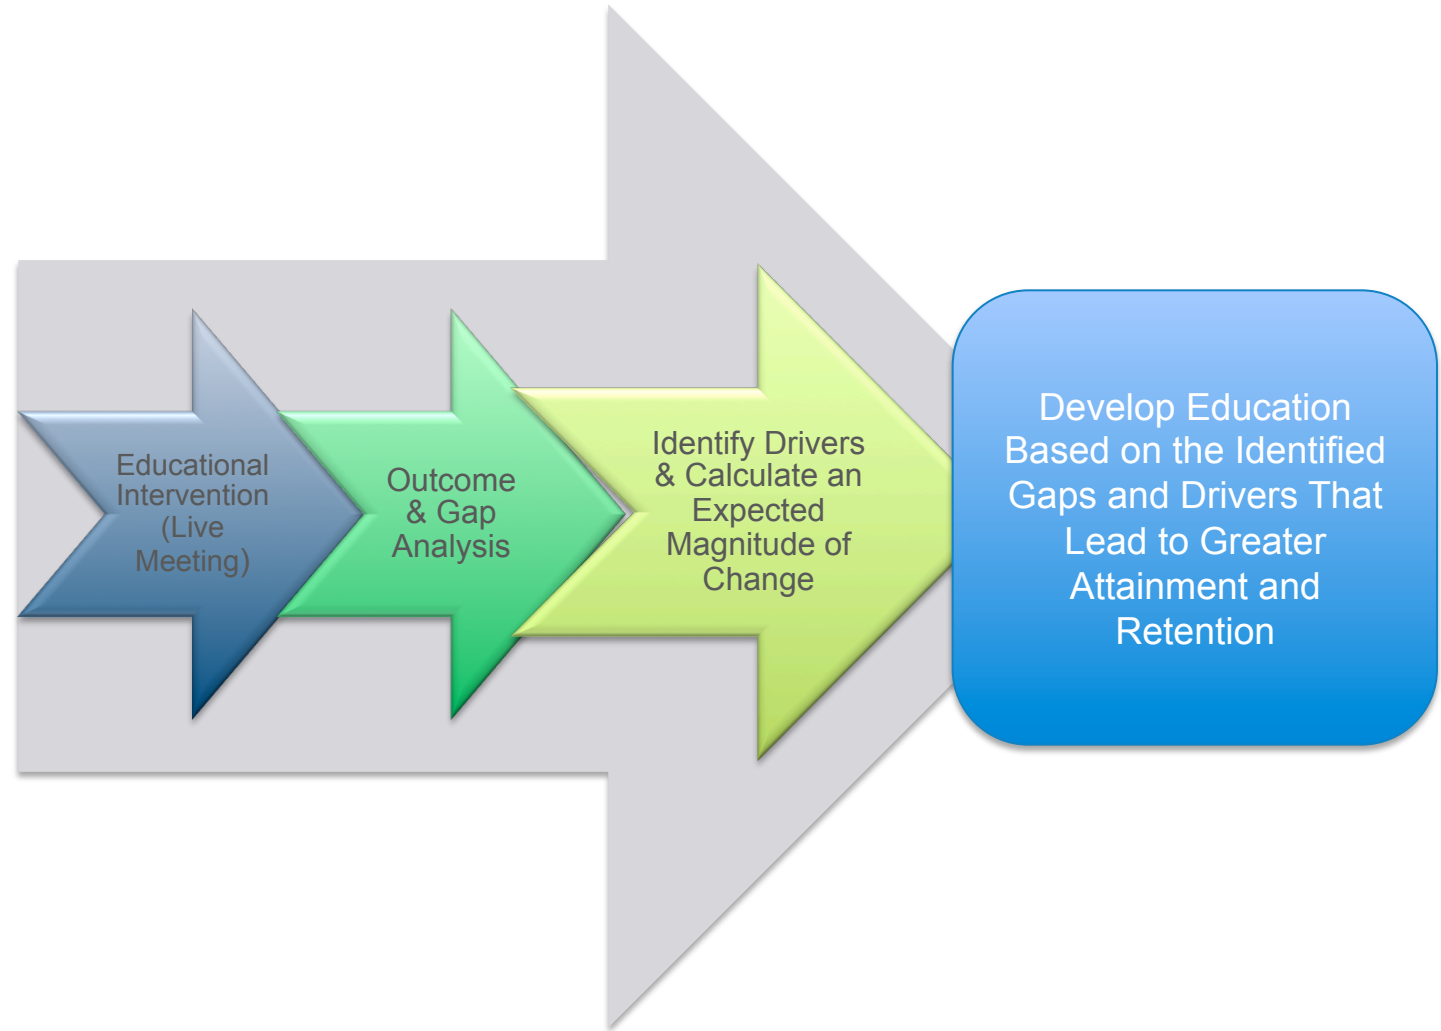 Educational
Intervention
(Live
Meeting)
Outcome
& Gap
Analysis
Identify Drivers
& Calculate an
Expected
Magnitude of
Change
Develop Education
Based on the Identified
Gaps and Drivers That
Lead to Greater
Attainment and
Retention